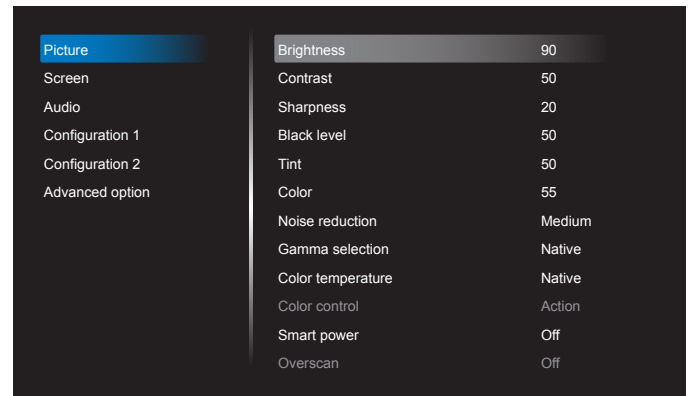 Picture
Screen
Audio
Configuration 1
Configuration 2
Advanced option
Brightness 90
Contrast 50
Sharpness 20
Black level 50
Tint 50
Color 55
Noise reduction Medium
Gamma selection Native
Color temperature Native
Color control Action
Smart power Off
Overscan Off